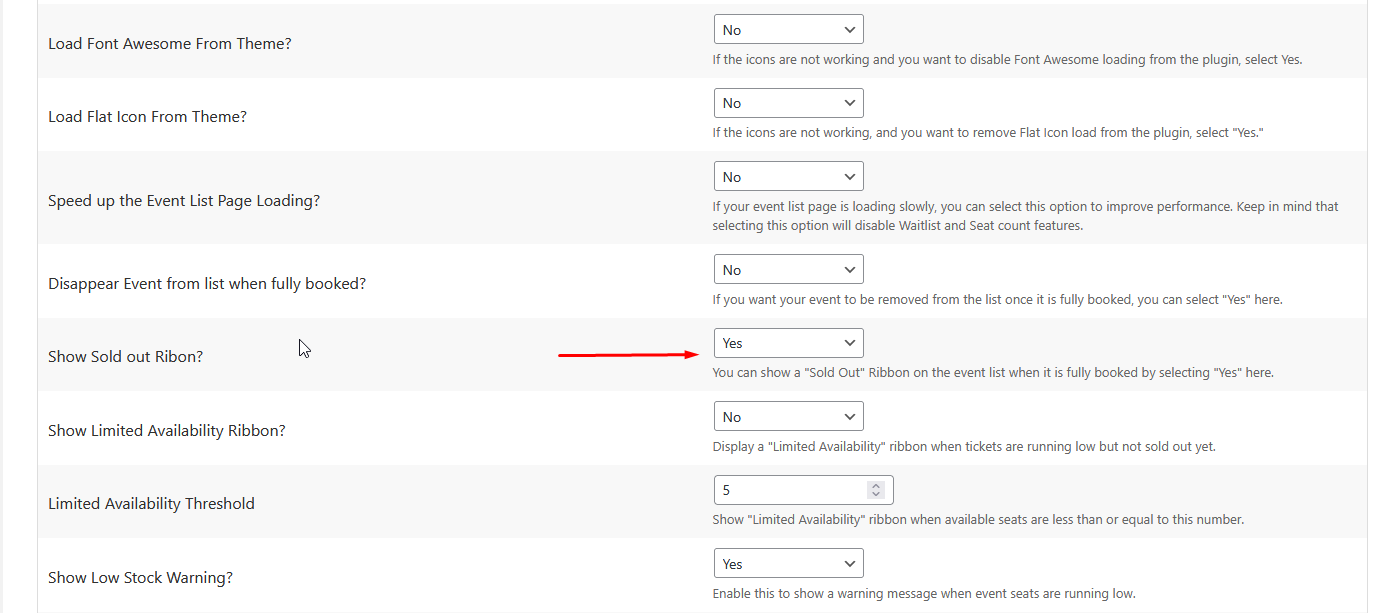 Load Font Awesome From Theme?
No
If the icons are not working and you want to disable Font Awesome loading from the plugin, select Yes.
Load Flat Icon From Theme?
No
If the icons are not working, and you want to remove Flat Icon load from the plugin, select "Yes."
Speed up the Event List Page Loading?
No
If your event list page is loading slowly, you can select this option to improve performance. Keep in mind that
selecting this option will disable Waitlist and Seat count features.
Disappear Event from list when fully booked?
No
If you want your event to be removed from the list once it is fully booked, you can select "Yes" here.
Show Sold out Ribon?
Yes
You can show a "Sold Out" Ribbon on the event list when it is fully booked by selecting "Yes" here.
Show Limited Availability Ribbon?
No
Display a "Limited Availability" ribbon when tickets are running low but not sold out yet.
Limited Availability Threshold
5
Show "Limited Availability" ribbon when available seats are less than or equal to this number.
Show Low Stock Warning?
Yes
Enable this to show a warning message when event seats are running low.